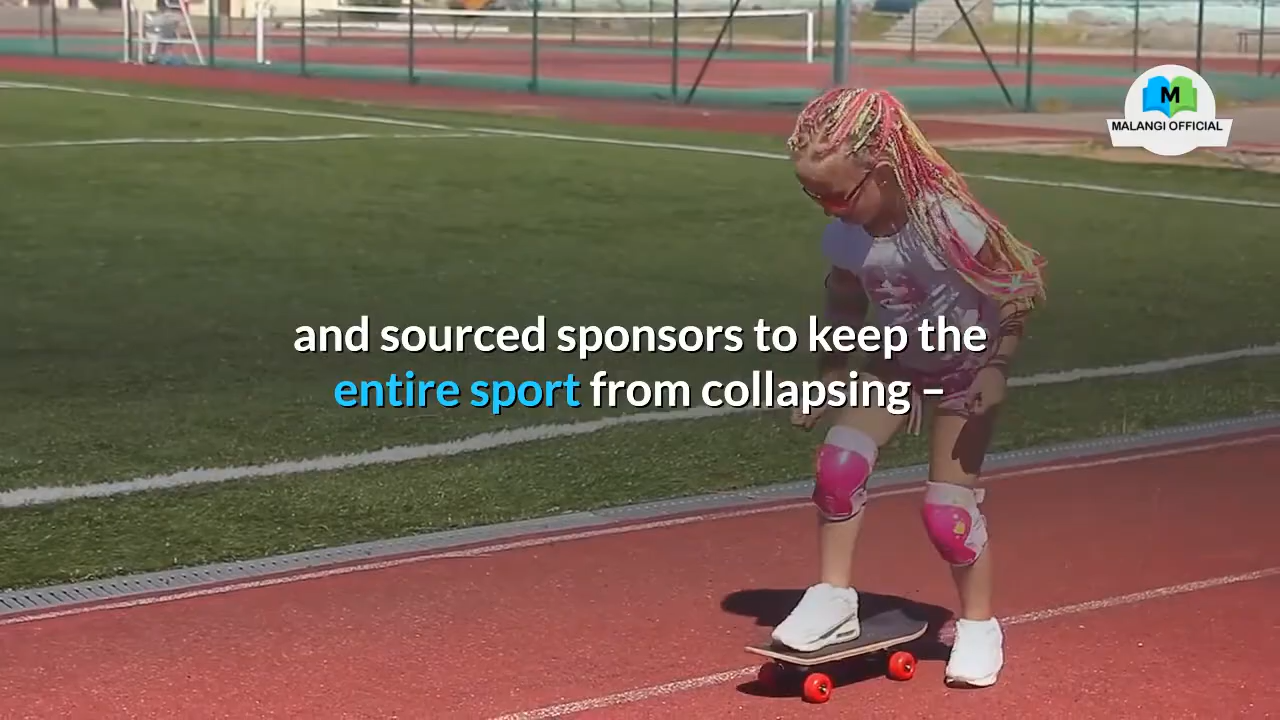 M
MALANGI OFFICIAL
and sourced sponsors to keep the
entire sport from collapsing –